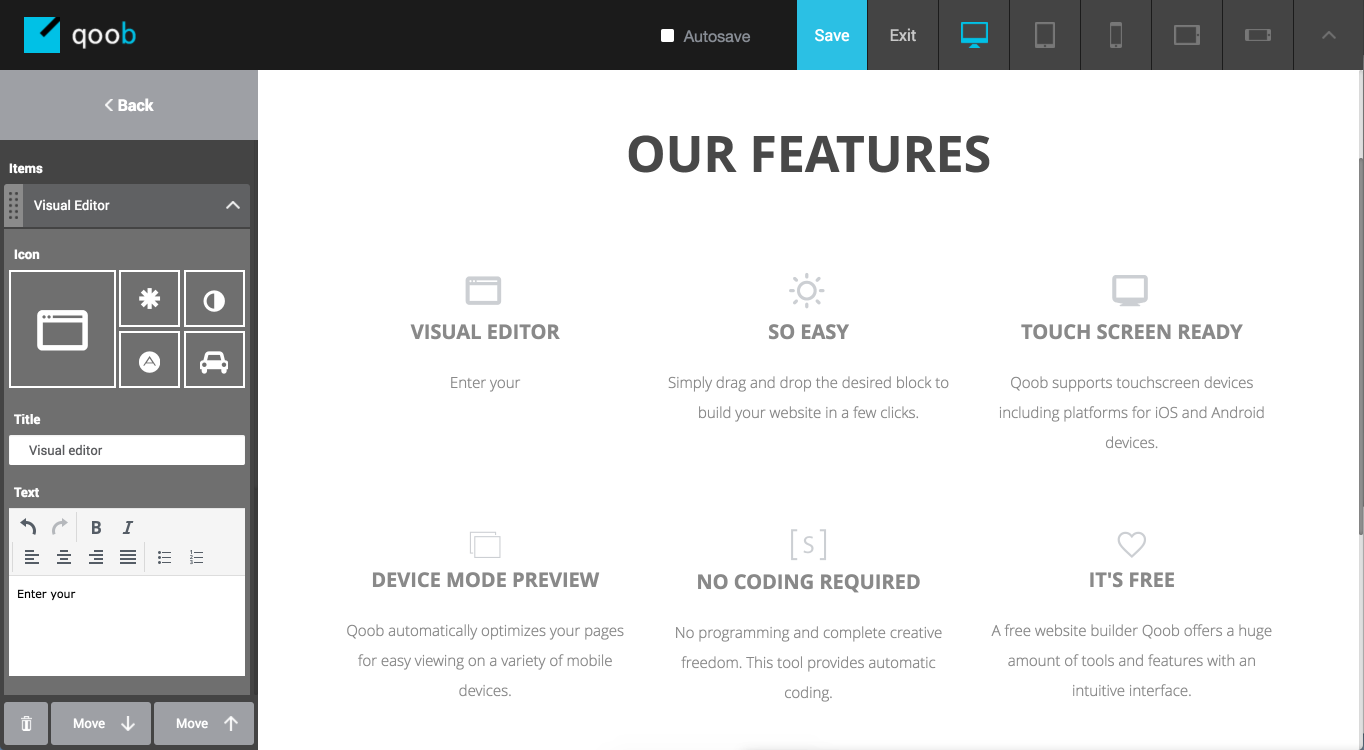 qoob
Autosave
Save
Exit
Back
Items
Visual Editor
Icon
Title
Visual editor
Text
B I
Enter your
Move
Move
OUR FEATURES
VISUAL EDITOR
Enter your
SO EASY
Simply drag and drop the desired block to
build your website in a few clicks.
TOUCH SCREEN READY
Qoob supports touchscreen devices
including platforms for iOS and Android
devices.
DEVICE MODE PREVIEW
Qoob automatically optimizes your pages
for easy viewing on a variety of mobile
devices.
[S]
NO CODING REQUIRED
No programming and complete creative
freedom. This tool provides automatic
coding.
IT'S FREE
A free website builder Qoob offers a huge
amount of tools and features with an
intuitive interface.